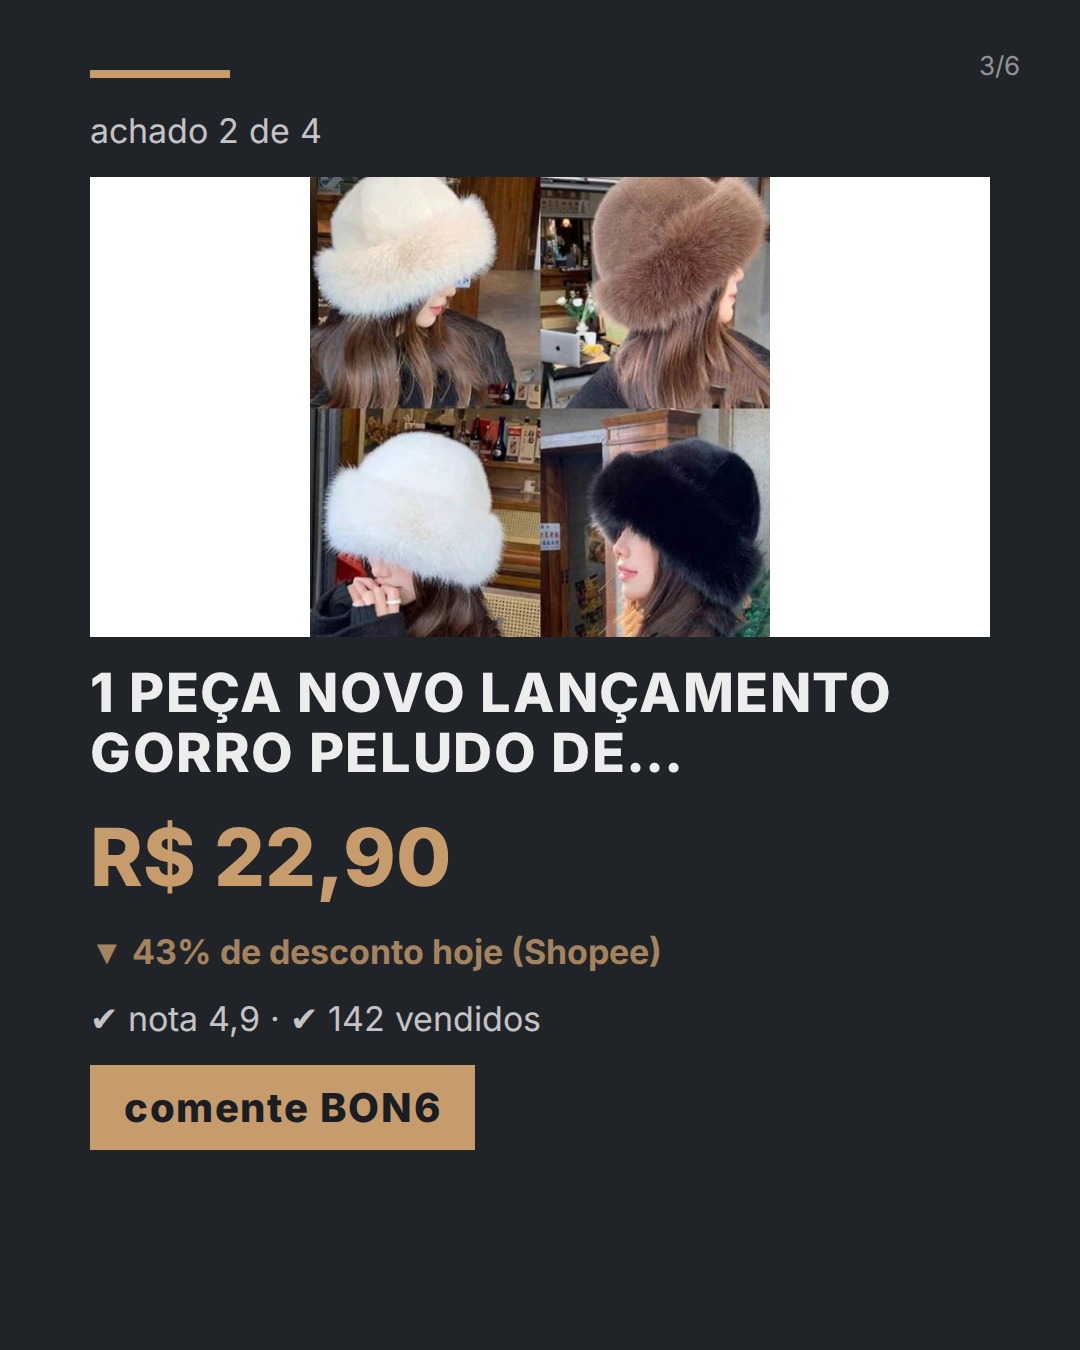 3/6
achado 2 de 4
1 PEÇA NOVO LANÇAMENTO
GORRO PELUDO DE...
R$ 22,90
▼ 43% de desconto hoje (Shopee)
✔ nota 4,9 · ✔ 142 vendidos
comente BON6